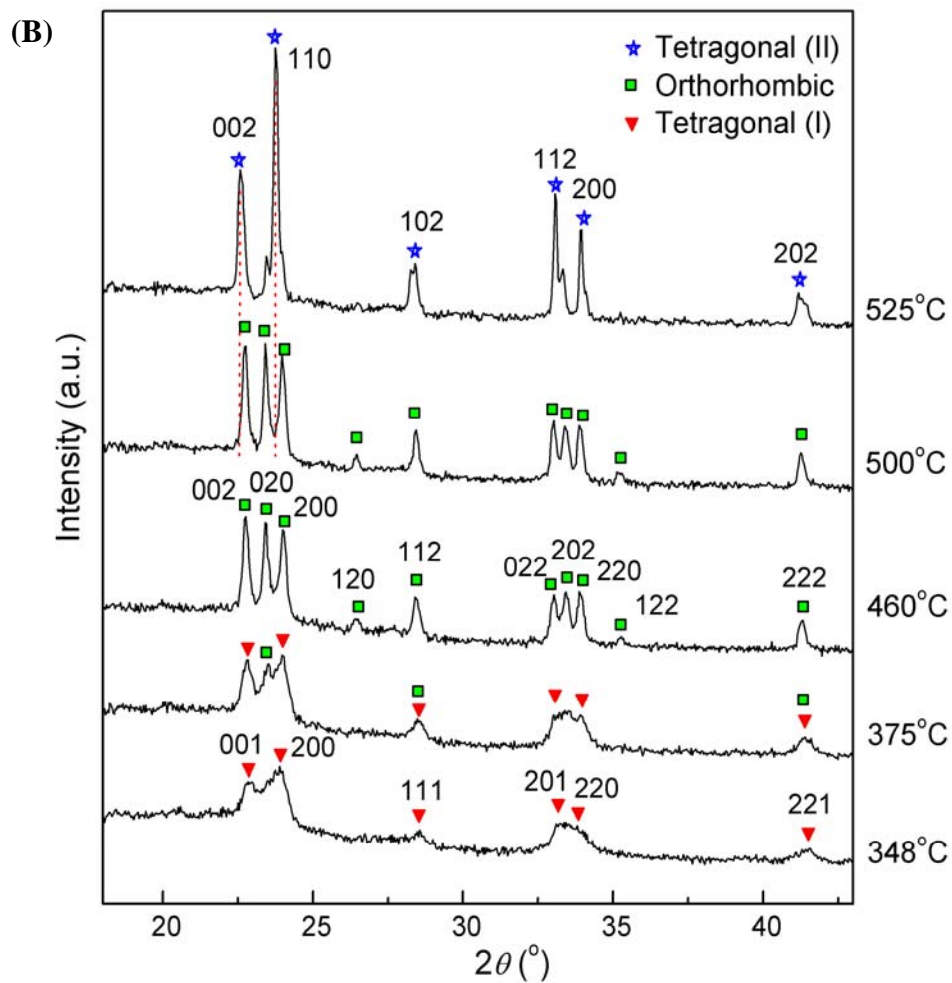 (B)
Tetragonal (II)
Orthorhombic
Tetragonal (I)
110
002
112
200
102
202
525°C
500°C
002
020
200
120
112
022
202
220
122
222
460°C
375°C
001
200
111
201
220
221
348°C
Intensity (a.u.)
20
25
30
35
40
2θ (°)